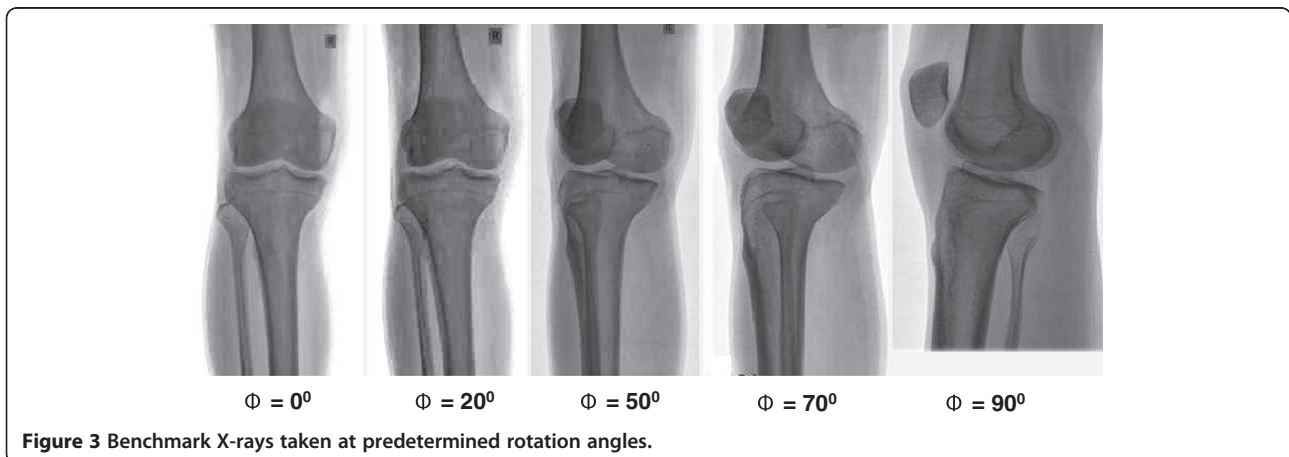 R
R
Φ = 0⁰ Φ = 20⁰ Φ = 50⁰ Φ = 70⁰ Φ = 90⁰
Figure 3 Benchmark X-rays taken at predetermined rotation angles.